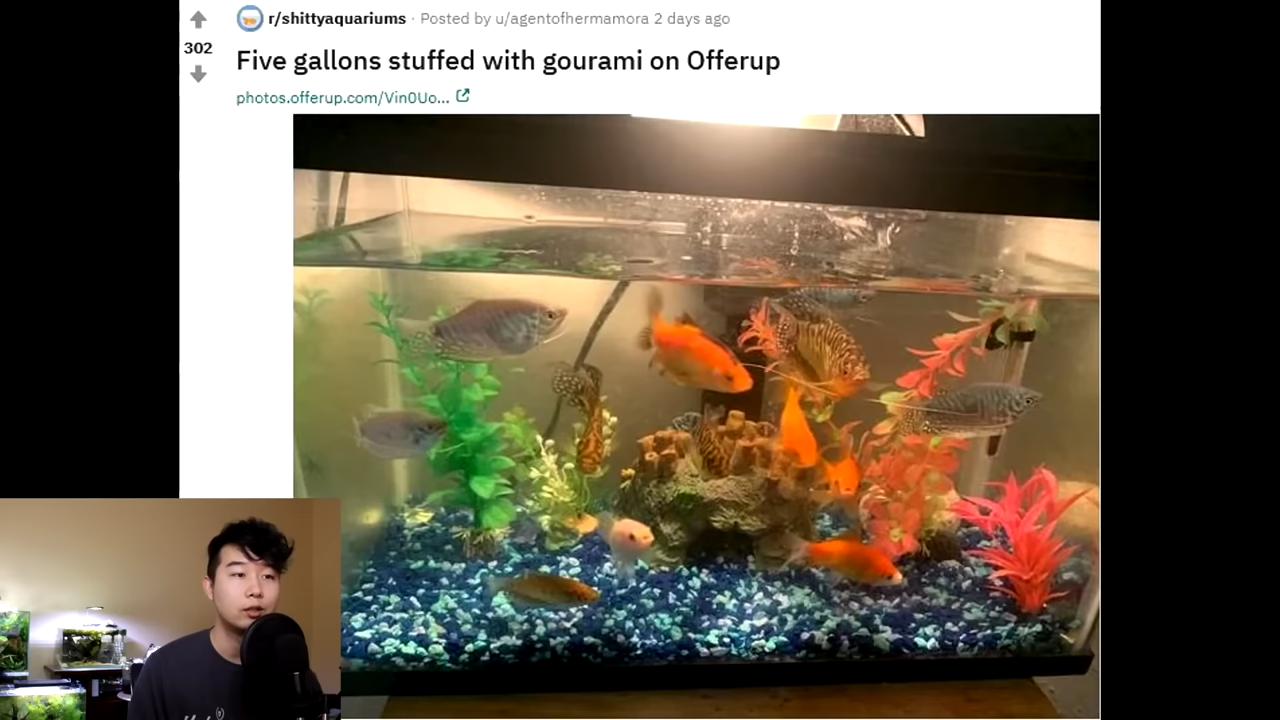 r/shittyaquariums · Posted by u/agentofhermamora 2 days ago
302
Five gallons stuffed with gourami on Offerup
photos.offerup.com/Vin0Uo...